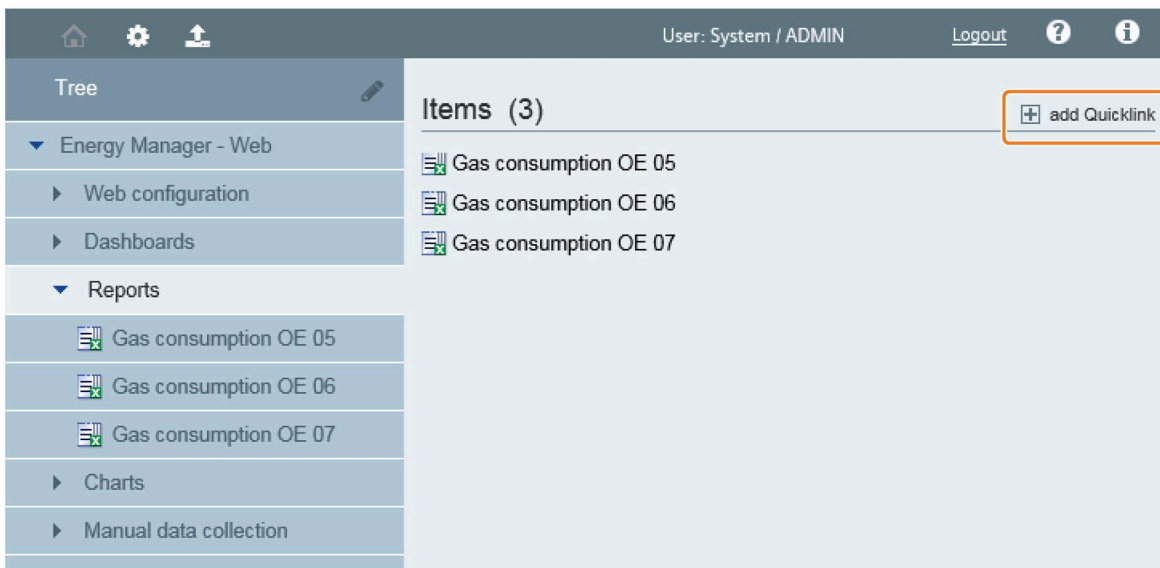 User: System / ADMIN
Logout
Tree
Energy Manager - Web
Web configuration
Dashboards
Reports
Gas consumption OE 05
Gas consumption OE 06
Gas consumption OE 07
Charts
Manual data collection
Items (3)
add Quicklink
Gas consumption OE 05
Gas consumption OE 06
Gas consumption OE 07